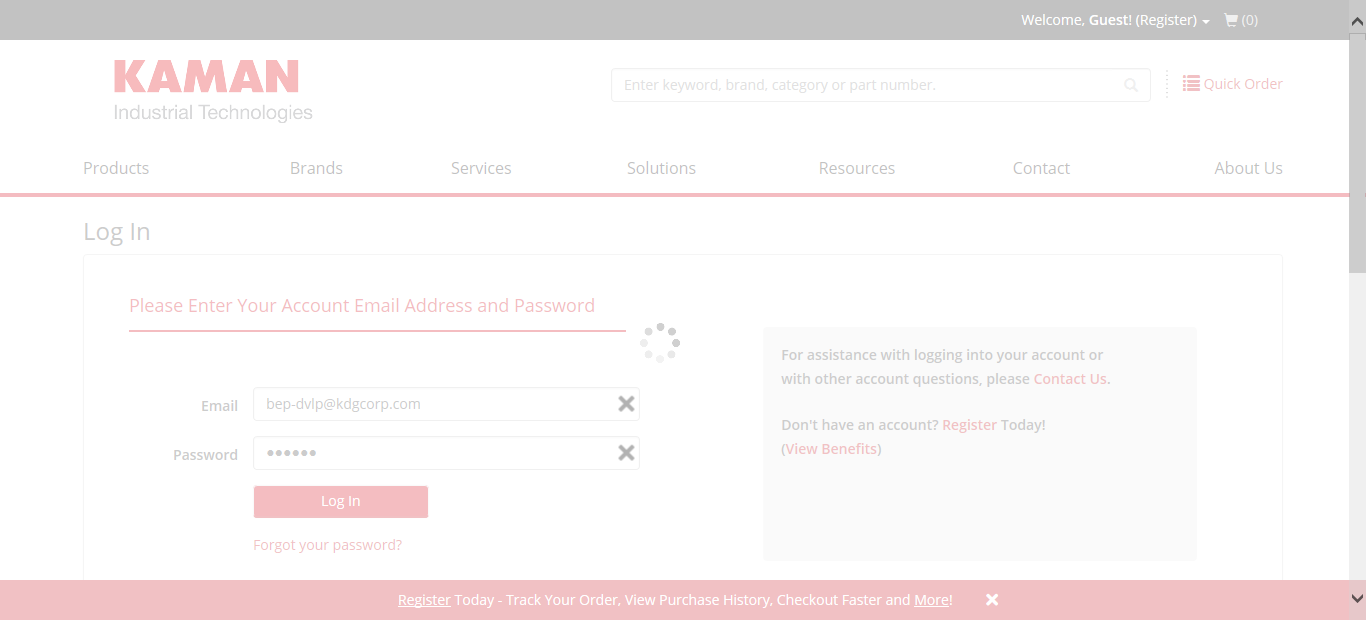 Welcome, Guest! (Register) (0)
KAMAN
Industrial Technologies
Enter keyword, brand, category or part number.
Quick Order
Products Brands Services Solutions Resources Contact About Us
Log In
Please Enter Your Account Email Address and Password
Email bep-dvlp@kdgcorp.com
Password ••••••
Log In
Forgot your password?
For assistance with logging into your account or
with other account questions, please Contact Us.
Don't have an account? Register Today!
(View Benefits)
Register Today - Track Your Order, View Purchase History, Checkout Faster and More!